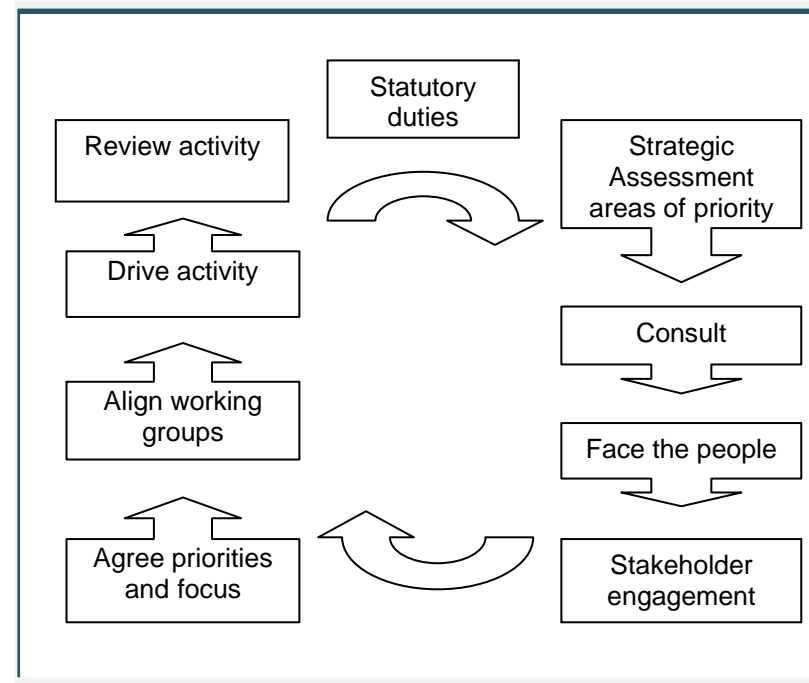 Statutory
duties
Review activity
Strategic
Assessment
areas of priority
Drive activity
Consult
Align working
groups
Face the people
Agree priorities
and focus
Stakeholder
engagement